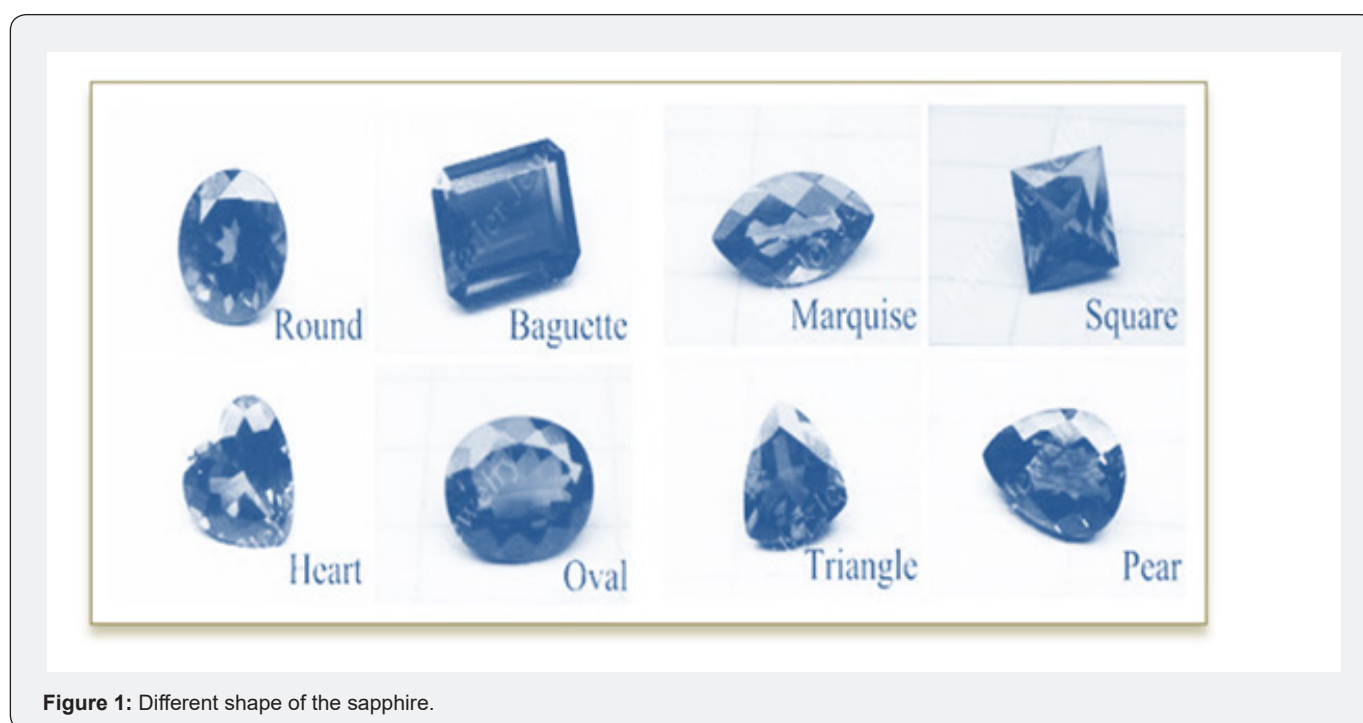 Round
Baguette
Marquise
Square
Heart
Oval
Triangle
Pear
Figure 1: Different shape of the sapphire.